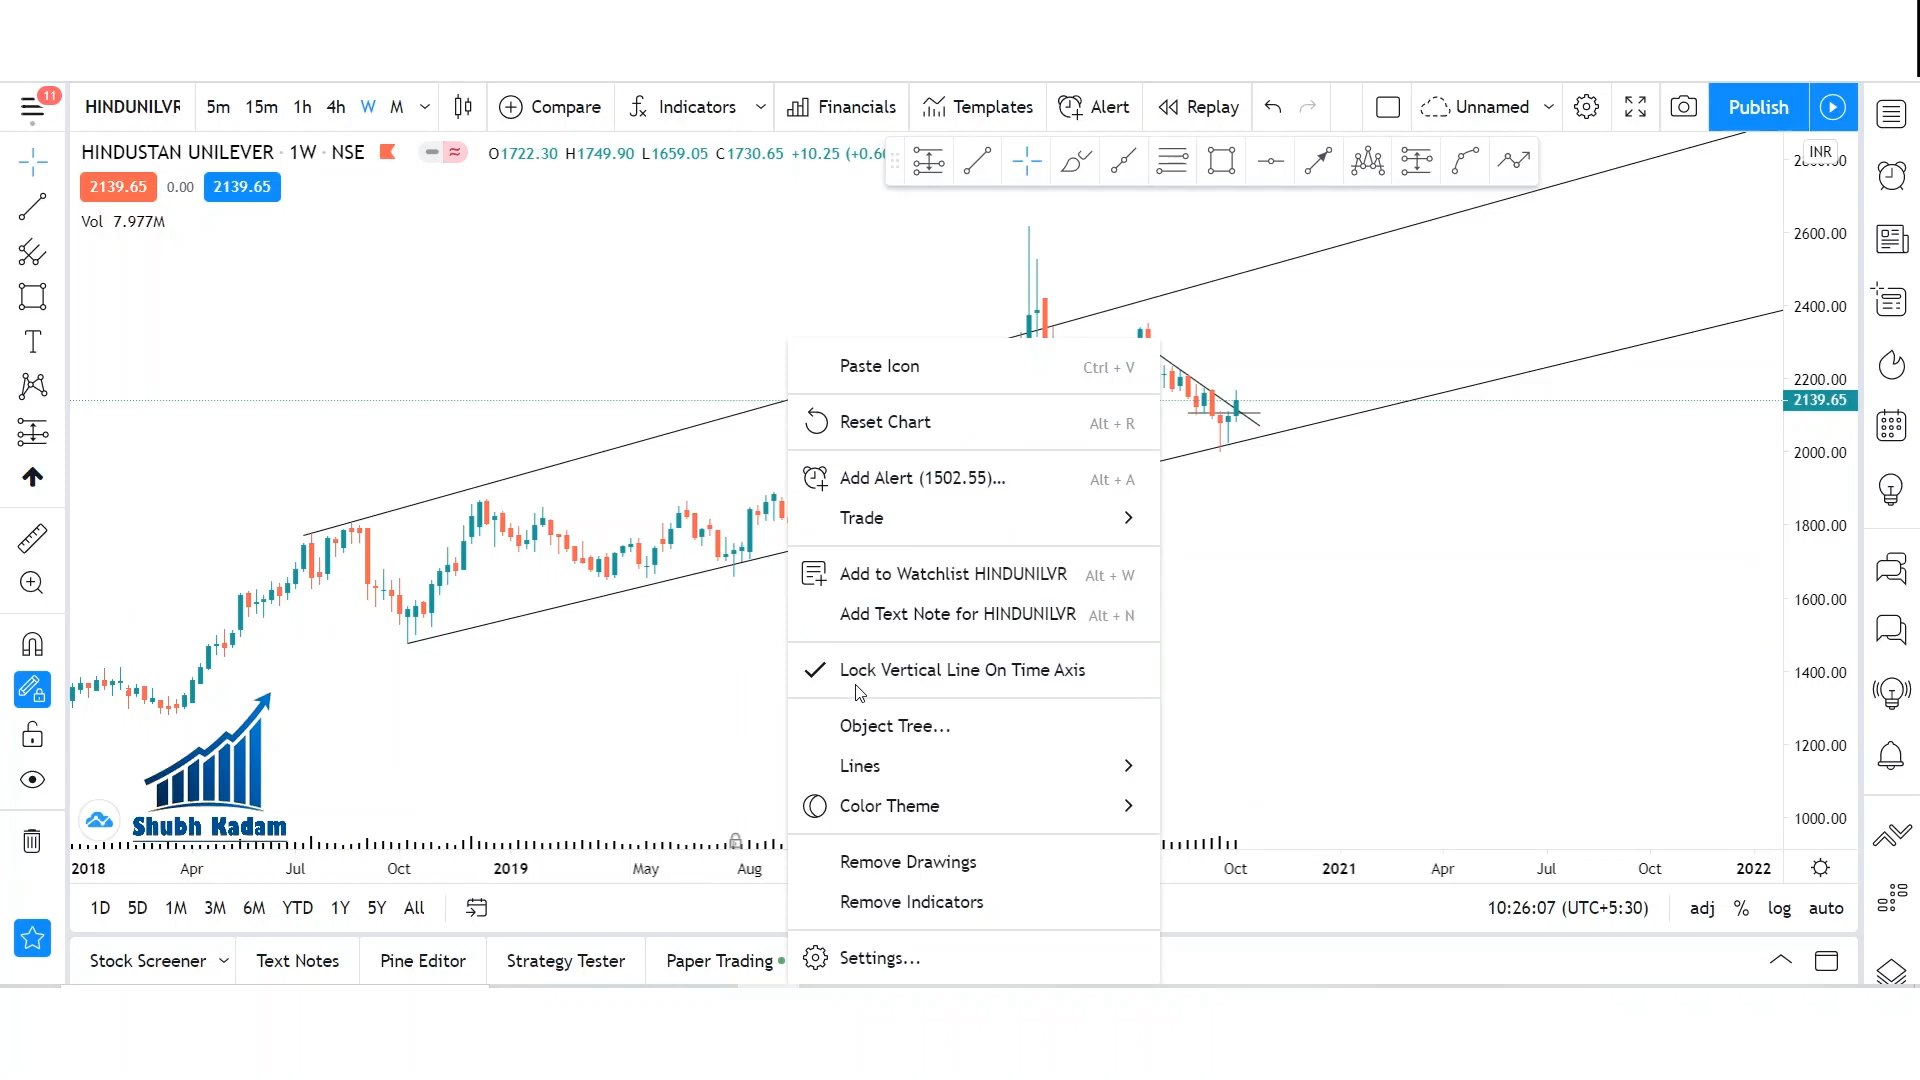 11
HINDUNILVR 5m 15m 1h 4h W M Compare Indicators Financials Templates Alert Replay Unnamed Publish
HINDUSTAN UNILEVER · 1W · NSE O1722.30 H1749.90 L1659.05 C1730.65 +10.25 INR
2139.65 0.00 2139.65
Vol 7.977M
2600.00
2400.00
2200.00
2139.65
2000.00
1800.00
1600.00
1400.00
1200.00
1000.00
Paste Icon Ctrl + V
Reset Chart Alt + R
Add Alert (1502.55)... Alt + A
Trade
Add to Watchlist HINDUNILVR Alt + W
Add Text Note for HINDUNILVR Alt + N
Lock Vertical Line On Time Axis
Object Tree...
Lines
Color Theme
Remove Drawings
Remove Indicators
Settings...
Shubh Kadam
2018 Apr Jul Oct 2019 May Aug Oct 2021 Apr Jul Oct 2022
1D 5D 1M 3M 6M YTD 1Y 5Y All 10:26:07 (UTC+5:30) adj % log auto
Stock Screener Text Notes Pine Editor Strategy Tester Paper Trading